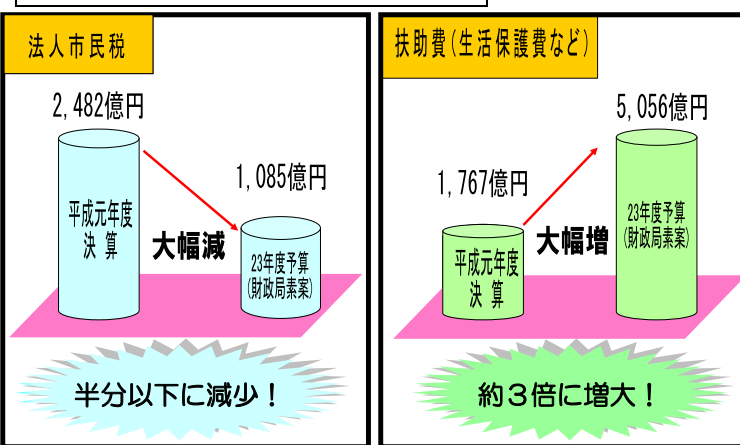 法人市民税
2,482億円
1,085億円
平成元年度
決算
大幅減
23年度予算
(財政局素案)
半分以下に減少！
扶助費(生活保護費など)
5,056億円
1,767億円
23年度予算
(財政局素案)
大幅増
平成元年度
決算
約３倍に増大！